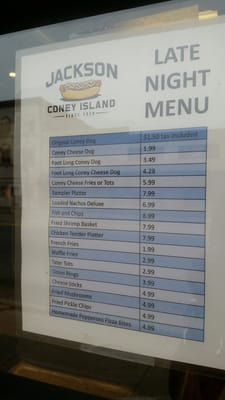 JACKSON
CONEY ISLAND
SINCE 1914
LATE
NIGHT
MENU
Original Coney Dog $1.50 tax included
Coney Cheese Dog 1.99
Foot Long Coney Dog 3.49
Foot Long Coney Cheese Dog 4.28
Coney Cheese Fries or Tots 5.99
Sampler Platter 7.99
Loaded Nachos Deluxe 6.99
Fish and Chips 8.99
Fried Shrimp Basket 7.99
Chicken Tender Platter 7.99
French Fries 1.99
Waffle Fries 2.99
Tater Tots 2.99
Onion Rings 3.99
Cheese Sticks 4.99
Fried Mushrooms 4.99
Fried Pickle Chips 4.99
Homemade Pepperoni Pizza Bites 4.99